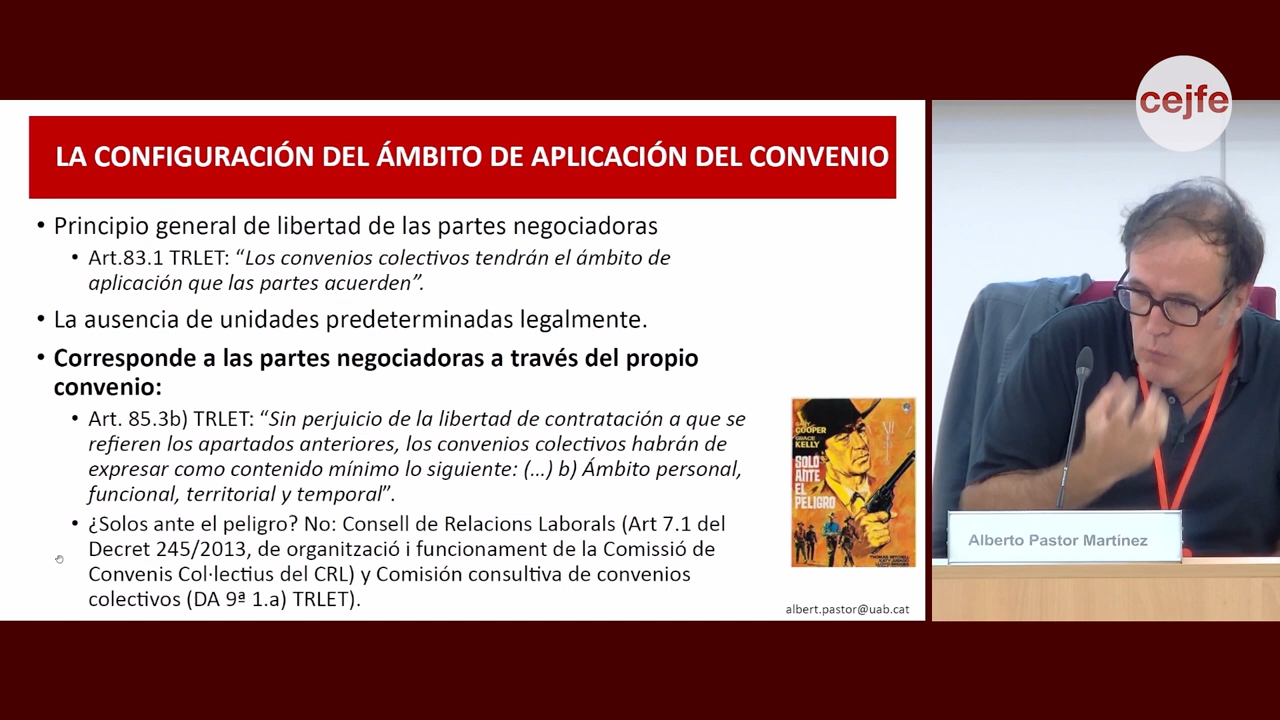 cejfe
LA CONFIGURACIÓN DEL ÁMBITO DE APLICACIÓN DEL CONVENIO
• Principio general de libertad de las partes negociadoras
• Art.83.1 TRLET: “Los convenios colectivos tendrán el ámbito de
aplicación que las partes acuerden”.
• La ausencia de unidades predeterminadas legalmente.
• Corresponde a las partes negociadoras a través del propio
convenio:
• Art. 85.3b) TRLET: “Sin perjuicio de la libertad de contratación a que se
refieren los apartados anteriores, los convenios colectivos habrán de
expresar como contenido mínimo lo siguiente: (…) b) Ámbito personal,
funcional, territorial y temporal”.
• ¿Solos ante el peligro? No: Consell de Relacions Laborals (Art 7.1 del
Decret 245/2013, de organització i funcionament de la Comissió de
Convenis Col·lectius del CRL) y Comisión consultiva de convenios
colectivos (DA 9ª 1.a) TRLET).
GARY
COOPER
GRACE
KELLY
SOLO
ANTE
EL
PELIGRO
THOMAS MITCHELL
albert.pastor@uab.cat
Alberto Pastor Martínez